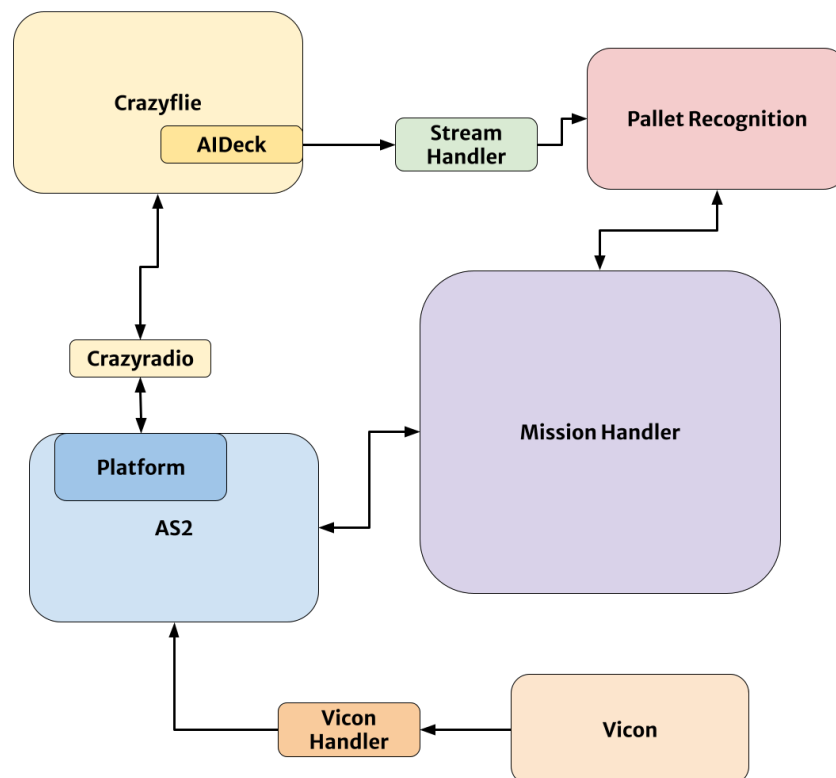 Crazyflie
AIDeck
Stream
Handler
Pallet Recognition
Crazyradio
Platform
AS2
Mission Handler
Vicon
Handler
Vicon